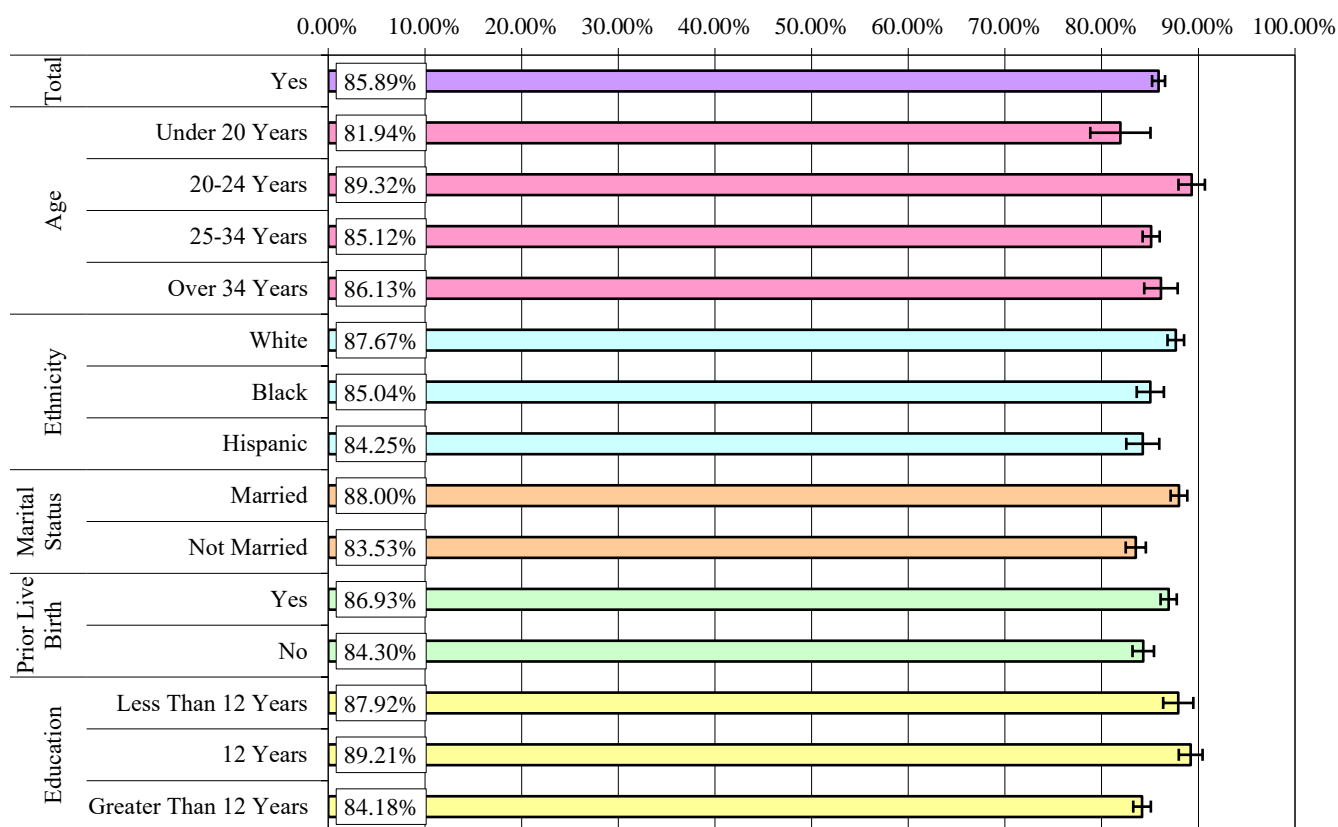 0.00% 10.00% 20.00% 30.00% 40.00% 50.00% 60.00% 70.00% 80.00% 90.00% 100.00%
Total
Yes 85.89%
Age
Under 20 Years 81.94%
20-24 Years 89.32%
25-34 Years 85.12%
Over 34 Years 86.13%
Ethnicity
White 87.67%
Black 85.04%
Hispanic 84.25%
Marital
Status
Married 88.00%
Not Married 83.53%
Prior Live
Birth
Yes 86.93%
No 84.30%
Education
Less Than 12 Years 87.92%
12 Years 89.21%
Greater Than 12 Years 84.18%